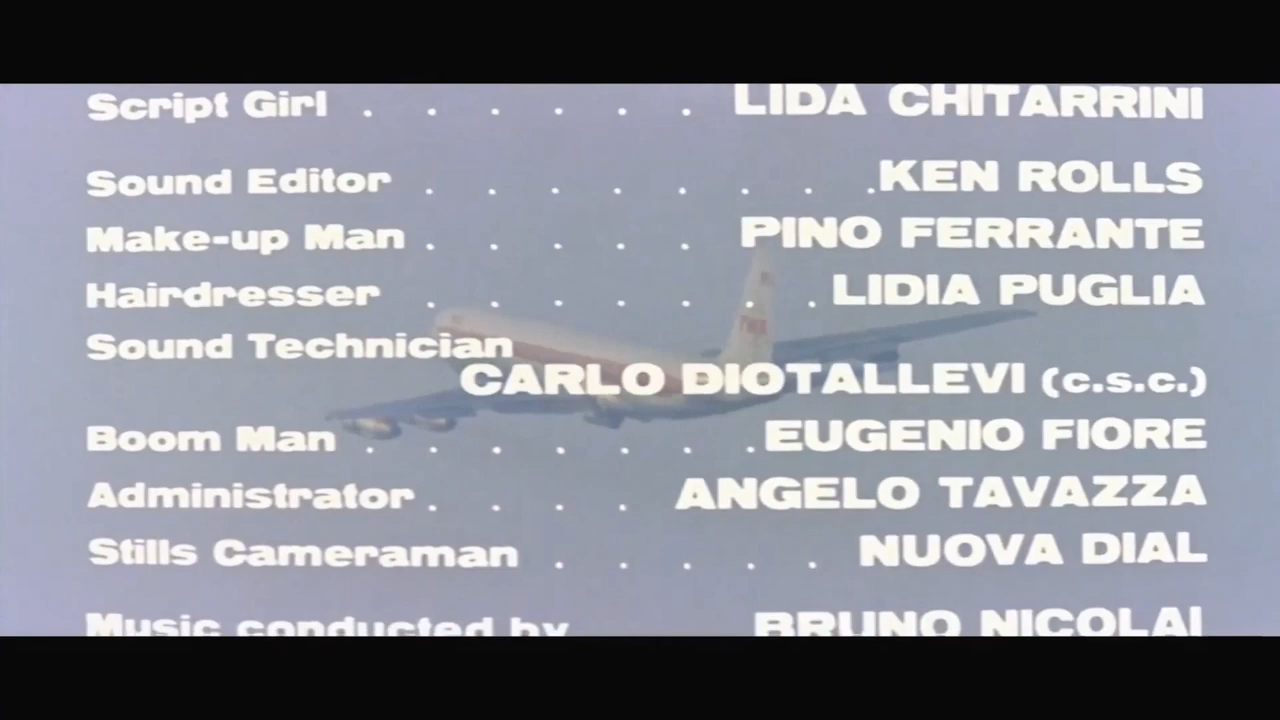 Script Girl . . . . . . LIDA CHITARRINI
Sound Editor . . . . . . . .KEN ROLLS
Make-up Man . . . . . PINO FERRANTE
Hairdresser . . . . . . . LIDIA PUGLIA
Sound Technician
CARLO DIOTALLEVI (c.s.c.)
Boom Man . . . . . . .EUGENIO FIORE
Administrator . . . . ANGELO TAVAZZA
Stills Cameraman . . . . . NUOVA DIAL
Music conducted by BRUNO NICOLAI
TWA